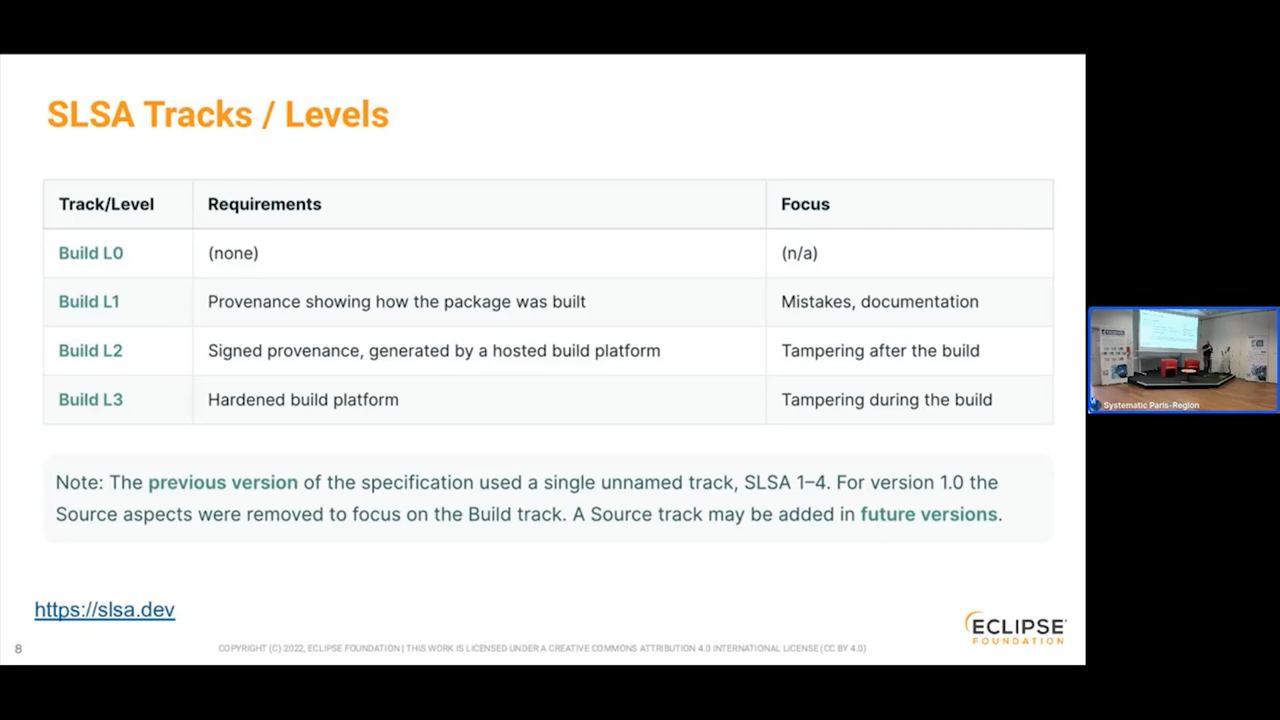 SLSA Tracks / Levels
Track/Level Requirements Focus
Build L0 (none) (n/a)
Build L1 Provenance showing how the package was built Mistakes, documentation
Build L2 Signed provenance, generated by a hosted build platform Tampering after the build
Build L3 Hardened build platform Tampering during the build
Note: The previous version of the specification used a single unnamed track, SLSA 1–4. For version 1.0 the
Source aspects were removed to focus on the Build track. A Source track may be added in future versions.
https://slsa.dev
ECLIPSE
FOUNDATION
8
COPYRIGHT (C) 2022, ECLIPSE FOUNDATION | THIS WORK IS LICENSED UNDER A CREATIVE COMMONS ATTRIBUTION 4.0 INTERNATIONAL LICENSE (CC BY 4.0)
Systematic Paris-Region